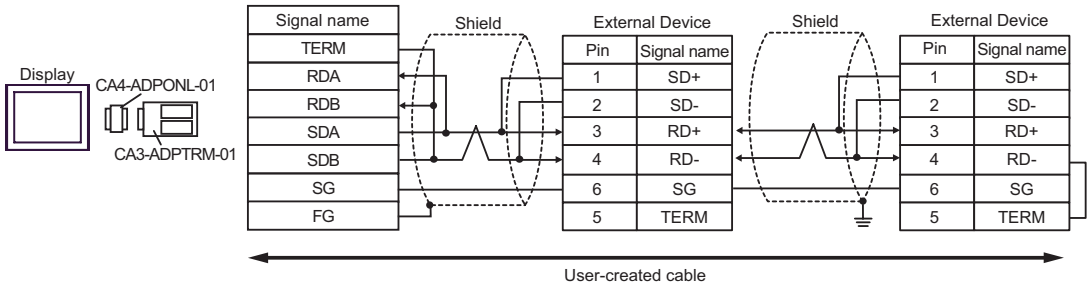 Display
CA4-ADPONL-01
CA3-ADPTRM-01
Signal name
TERM
RDA
RDB
SDA
SDB
SG
FG
Shield
External Device
Pin Signal name
1 SD+
2 SD-
3 RD+
4 RD-
6 SG
5 TERM
Shield
External Device
Pin Signal name
1 SD+
2 SD-
3 RD+
4 RD-
6 SG
5 TERM
User-created cable